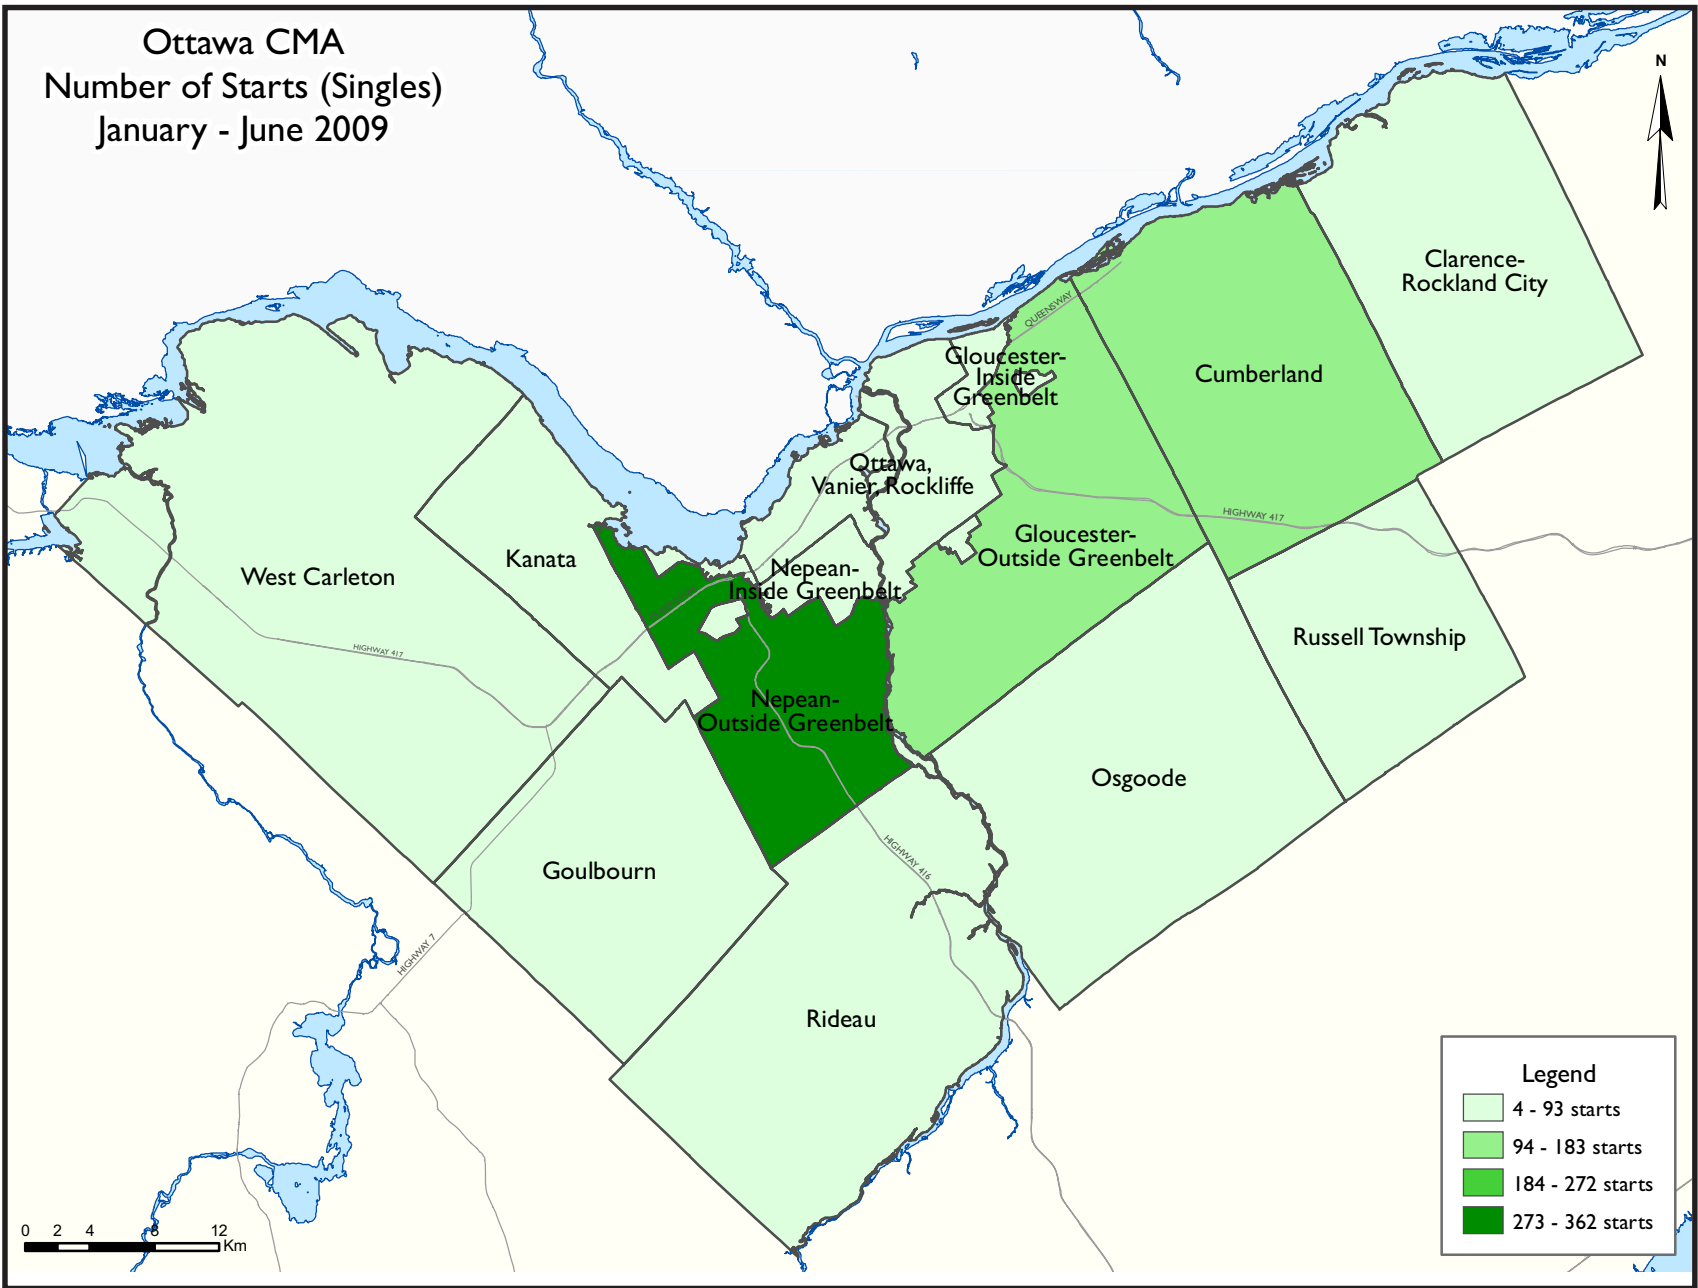 Ottawa CMA
Number of Starts (Singles)
January - June 2009
N
Clarence-
Rockland City
QUEENSWAY
Gloucester-
Inside
Greenbelt
Cumberland
Ottawa,
Vanier, Rockliffe
HIGHWAY 417
Gloucester-
Outside Greenbelt
Kanata
West Carleton
Nepean-
Inside Greenbelt
Russell Township
HIGHWAY 417
Nepean-
Outside Greenbelt
Osgoode
Goulbourn
HIGHWAY 416
HIGHWAY 7
Rideau
Legend
4 - 93 starts
94 - 183 starts
184 - 272 starts
273 - 362 starts
0 2 4 8 12
Km